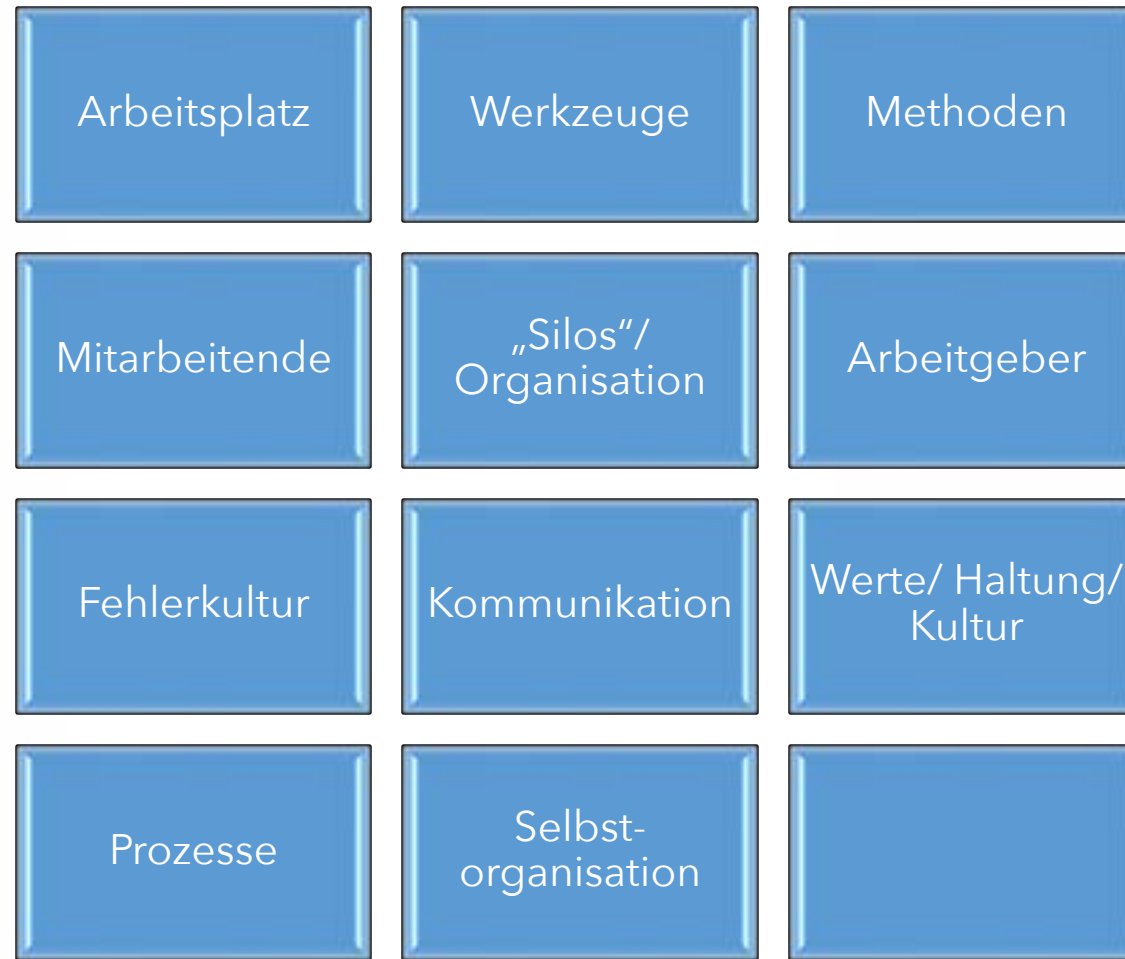 Arbeitsplatz
Werkzeuge
Methoden
Mitarbeitende
„Silos“/
Organisation
Arbeitgeber
Fehlerkultur
Kommunikation
Werte/ Haltung/
Kultur
Prozesse
Selbst-
organisation